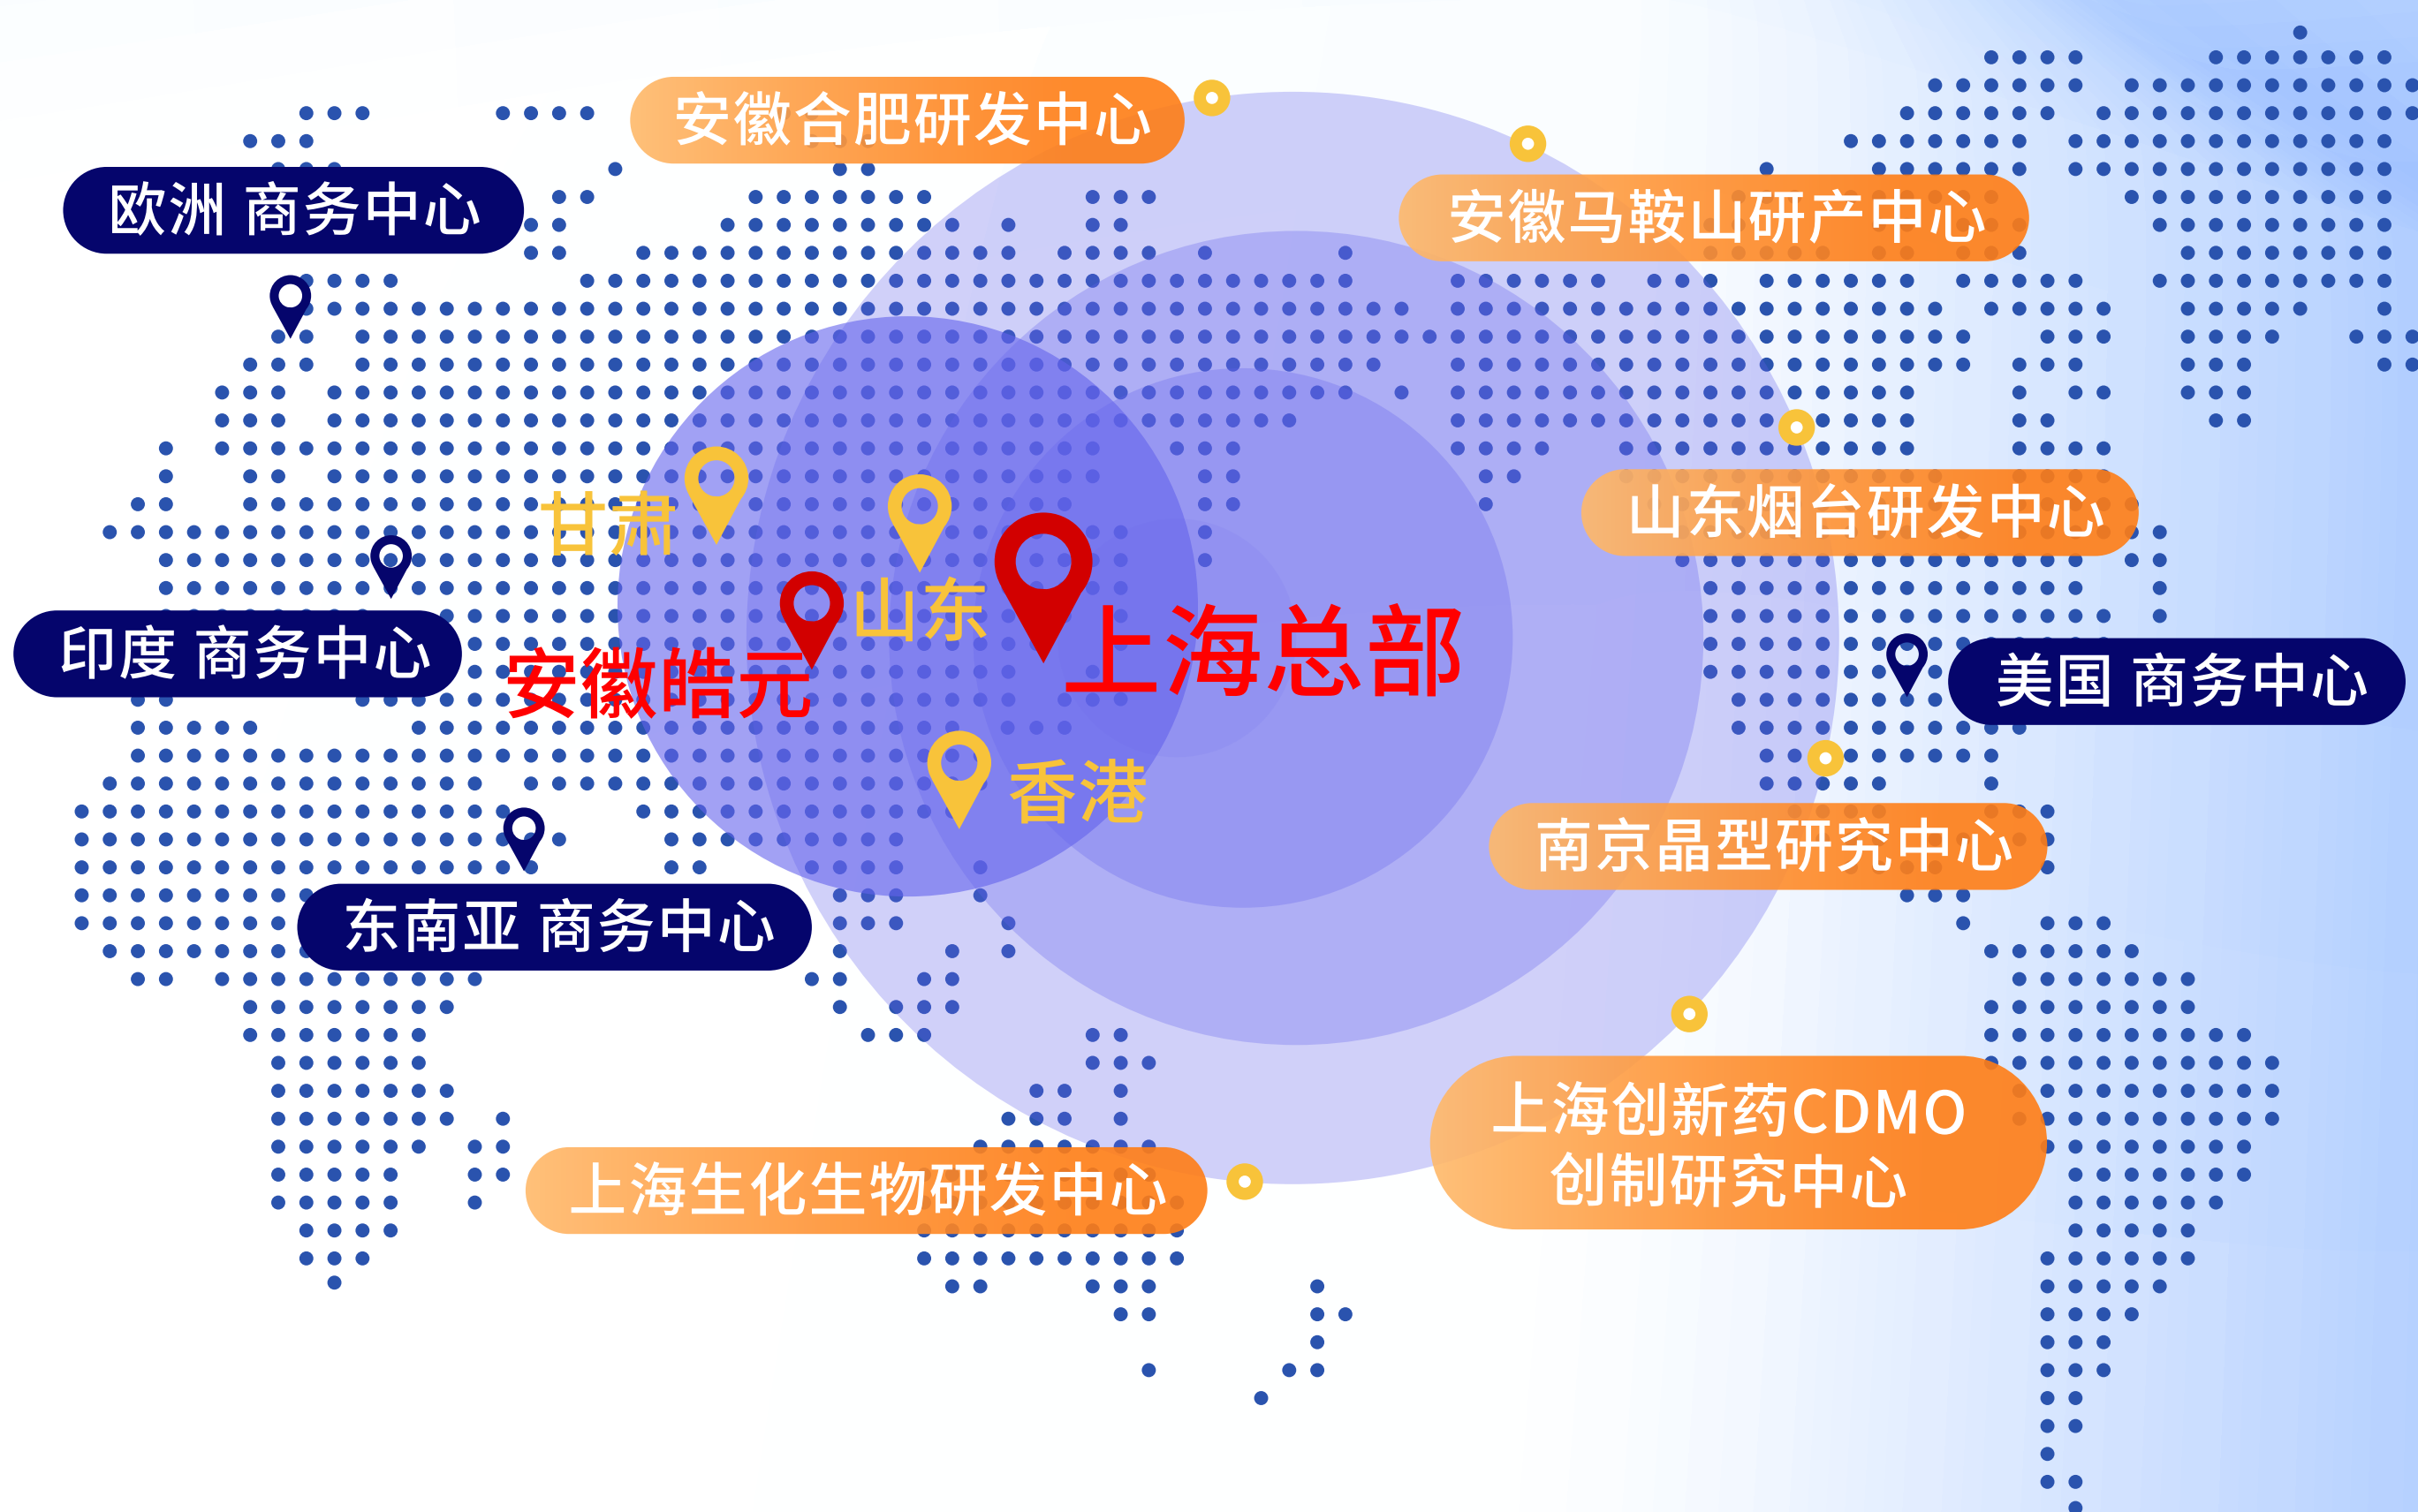 安徽合肥研发中心
欧洲 商务中心
安徽马鞍山研产中心
甘肃
山东烟台研发中心
山东
上海总部
印度 商务中心
安徽皓元
美国 商务中心
香港
南京晶型研究中心
东南亚 商务中心
上海创新药CDMO
创制研究中心
上海生化生物研发中心